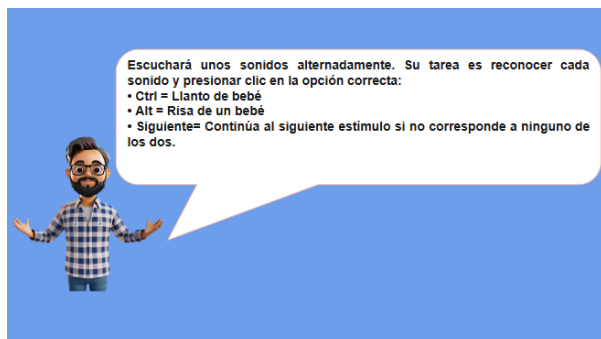 Escuchará unos sonidos alternadamente. Su tarea es reconocer cada
sonido y presionar clic en la opción correcta:
• Ctrl = Llanto de bebé
• Alt = Risa de un bebé
• Siguiente= Continúa al siguiente estímulo si no corresponde a ninguno de
los dos.